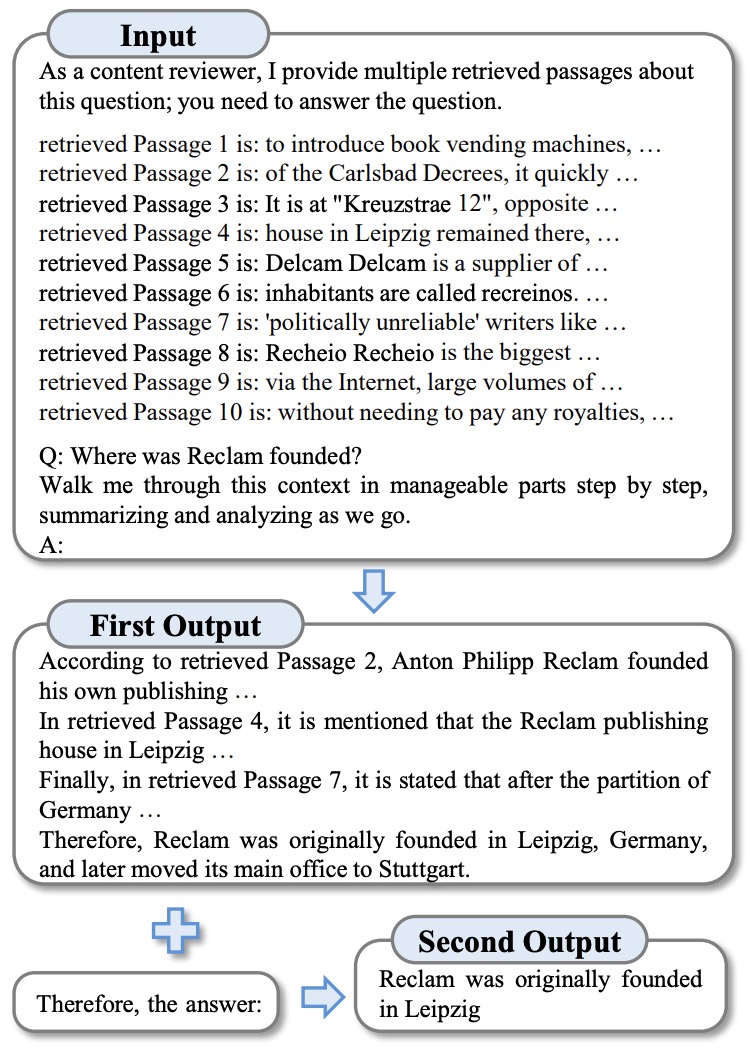 Input
As a content reviewer, I provide multiple retrieved passages about
this question; you need to answer the question.
retrieved Passage 1 is: to introduce book vending machines, …
retrieved Passage 2 is: of the Carlsbad Decrees, it quickly …
retrieved Passage 3 is: It is at "Kreuzstrae 12", opposite …
retrieved Passage 4 is: house in Leipzig remained there, …
retrieved Passage 5 is: Delcam Delcam is a supplier of …
retrieved Passage 6 is: inhabitants are called recreinos. …
retrieved Passage 7 is: 'politically unreliable' writers like …
retrieved Passage 8 is: Recheio Recheio is the biggest …
retrieved Passage 9 is: via the Internet, large volumes of …
retrieved Passage 10 is: without needing to pay any royalties, …
Q: Where was Reclam founded?
Walk me through this context in manageable parts step by step,
summarizing and analyzing as we go.
A:
First Output
According to retrieved Passage 2, Anton Philipp Reclam founded
his own publishing …
In retrieved Passage 4, it is mentioned that the Reclam publishing
house in Leipzig …
Finally, in retrieved Passage 7, it is stated that after the partition of
Germany …
Therefore, Reclam was originally founded in Leipzig, Germany,
and later moved its main office to Stuttgart.
Therefore, the answer:
Second Output
Reclam was originally founded
in Leipzig